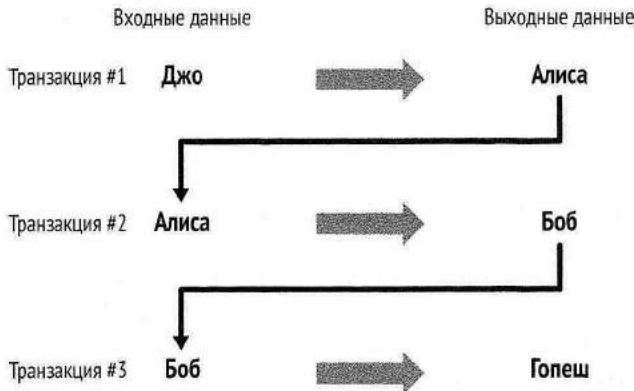 Входные данные Выходные данные
Транзакция #1 Джо Алиса
Транзакция #2 Алиса Боб
Транзакция #3 Боб Гопеш